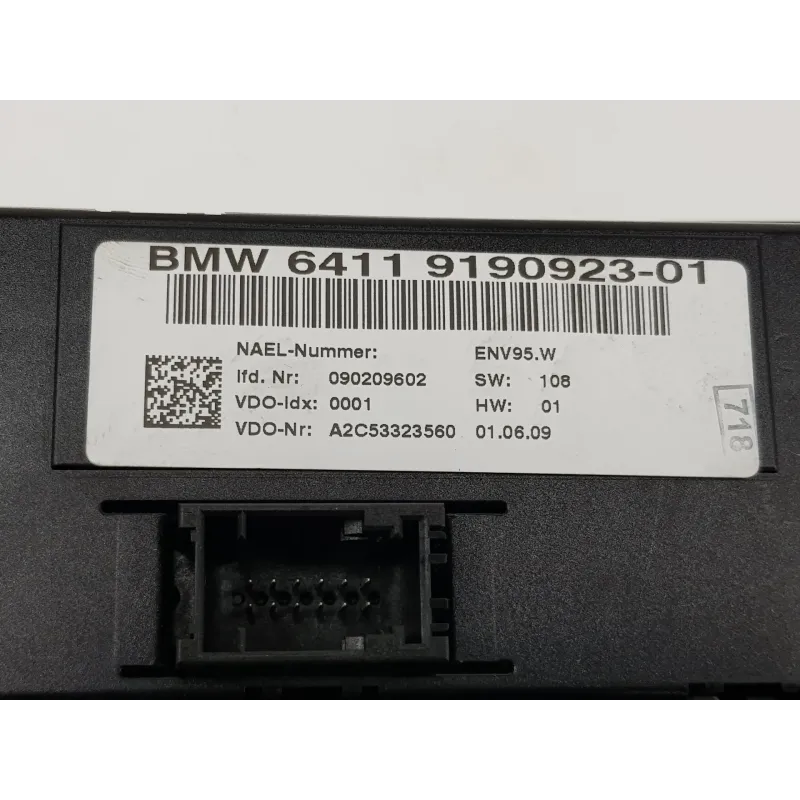 BMW 6411 9190923-01
NAEL-Nummer: ENV95.W
lfd. Nr: 090209602 SW: 108
VDO-Idx: 0001 HW: 01
VDO-Nr: A2C53323560 01.06.09
718